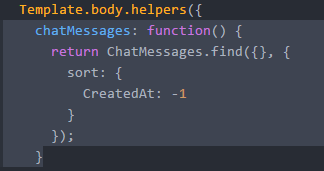 Template.body.helpers({
chatMessages: function() {
return ChatMessages.find({}, {
sort: {
CreatedAt: -1
}
});
}